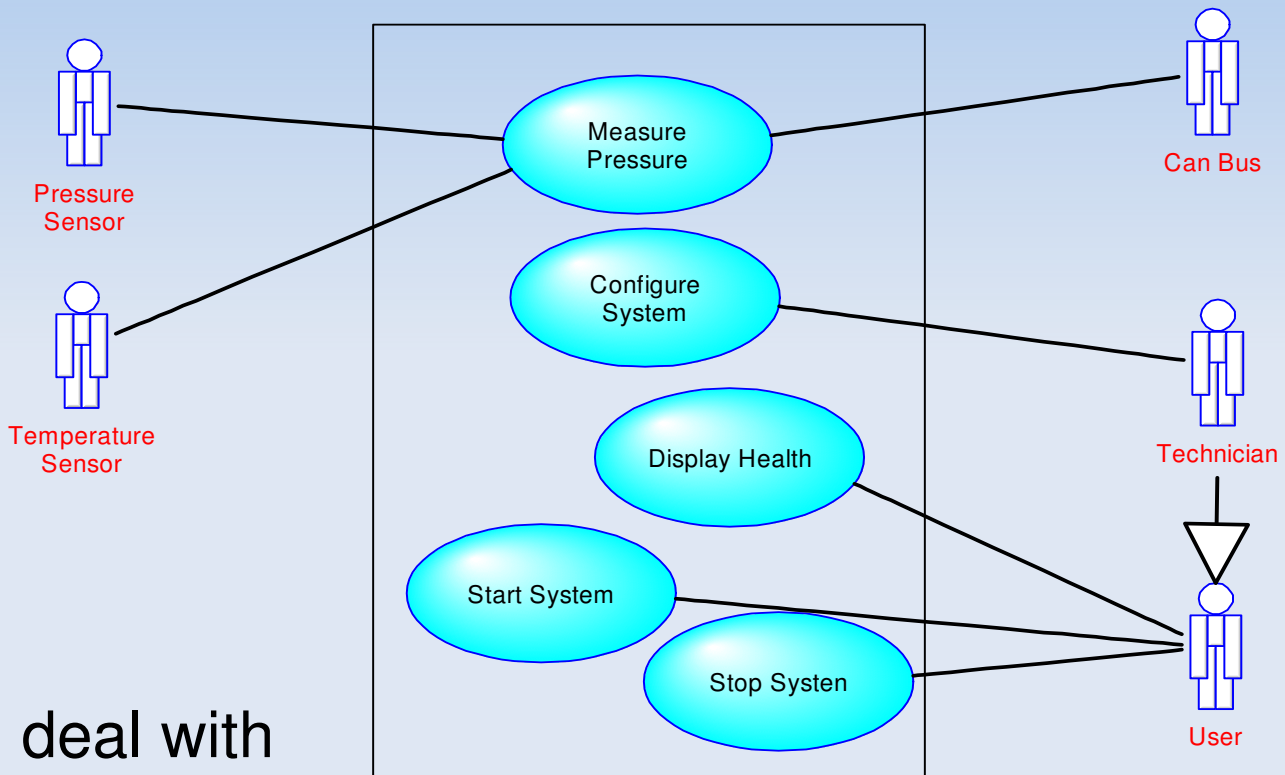 Measure
Pressure
Can Bus
Pressure
Sensor
Configure
System
Temperature
Sensor
Display Health
Technician
Start System
Stop Systen
User
deal with